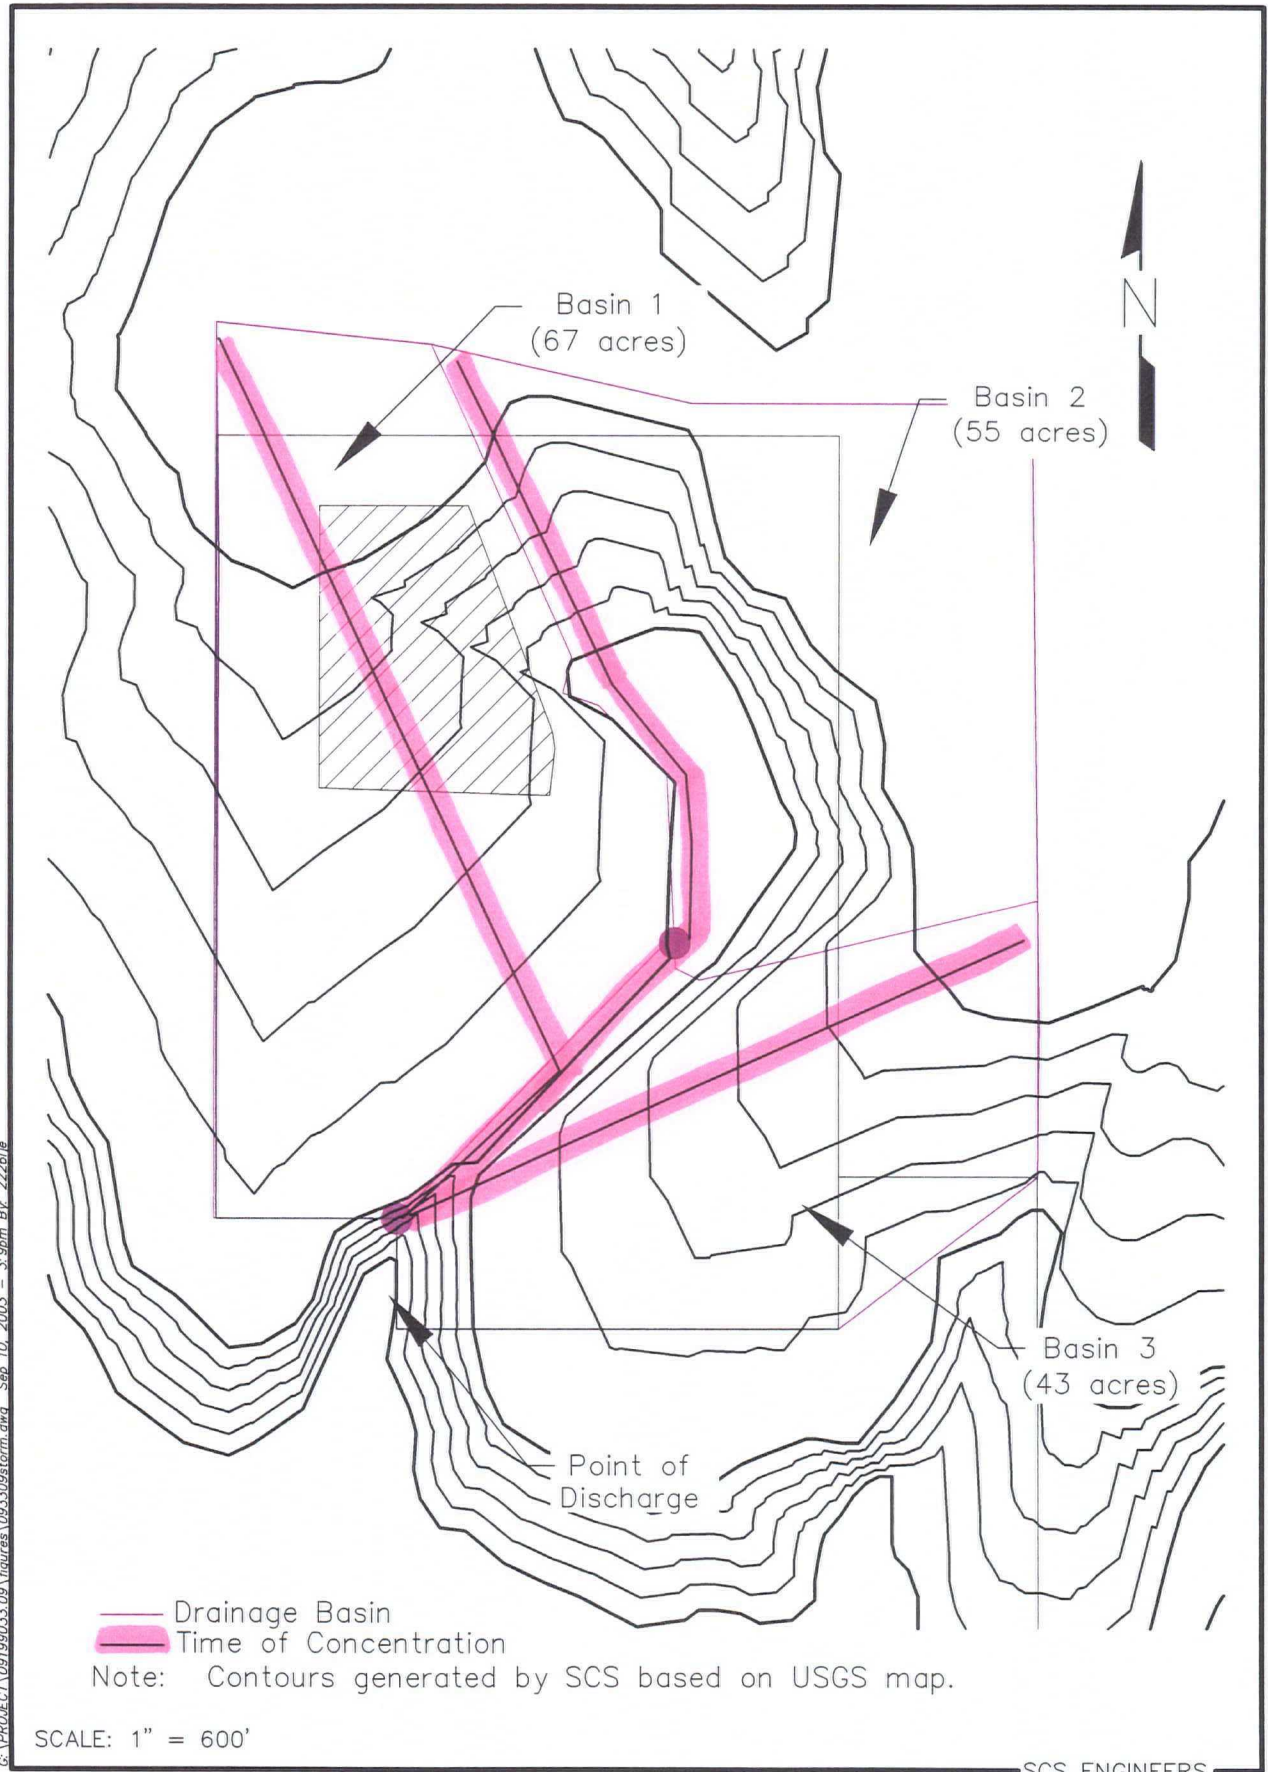 Basin 1
(67 acres)
N
Basin 2
(55 acres)
Basin 3
(43 acres)
Point of
Discharge
Drainage Basin
Time of Concentration
Note: Contours generated by SCS based on USGS map.
SCALE: 1" = 600'
SCS ENGINEERS